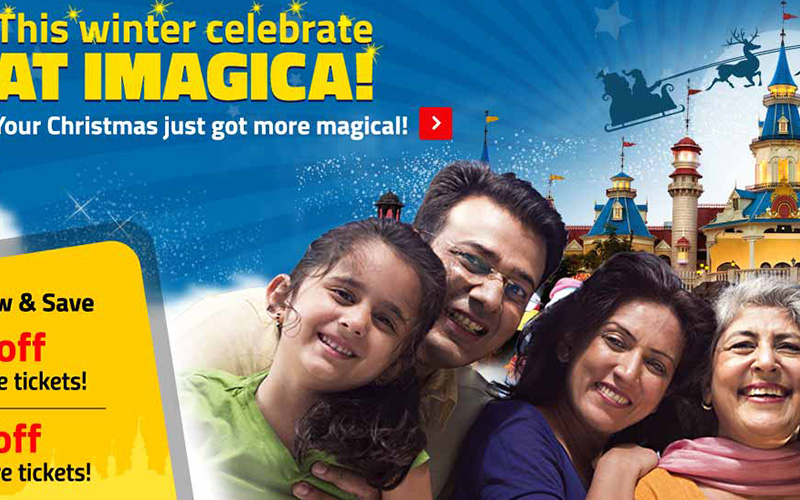 This winter celebrate
AT IMAGICA!
Your Christmas just got more magical!
& Save
off
tickets!
off
tickets!